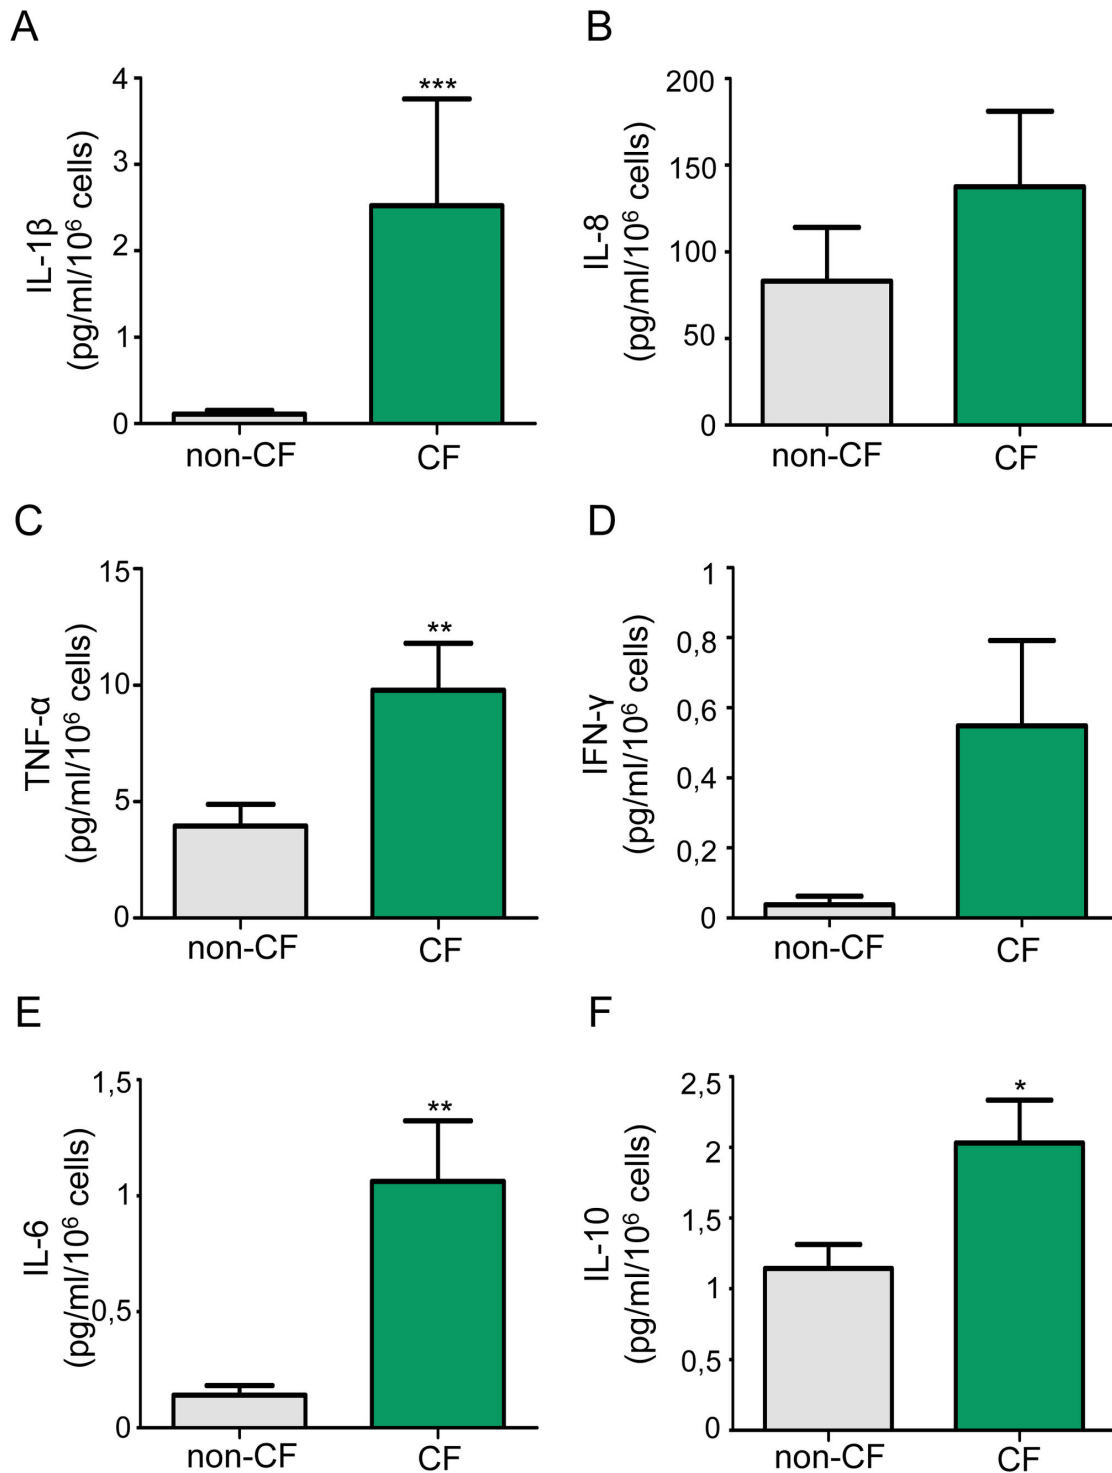 A
IL-1β
(pg/ml/10⁶ cells)
4
3
2
1
0
***
non-CF
CF
B
IL-8
(pg/ml/10⁶ cells)
200
150
100
50
0
non-CF
CF
C
TNF-α
(pg/ml/10⁶ cells)
15
10
5
0
**
non-CF
CF
D
IFN-γ
(pg/ml/10⁶ cells)
1
0,8
0,6
0,4
0,2
0
non-CF
CF
E
IL-6
(pg/ml/10⁶ cells)
1,5
1
0,5
0
**
non-CF
CF
F
IL-10
(pg/ml/10⁶ cells)
2,5
2
1,5
1
0,5
0
*
non-CF
CF